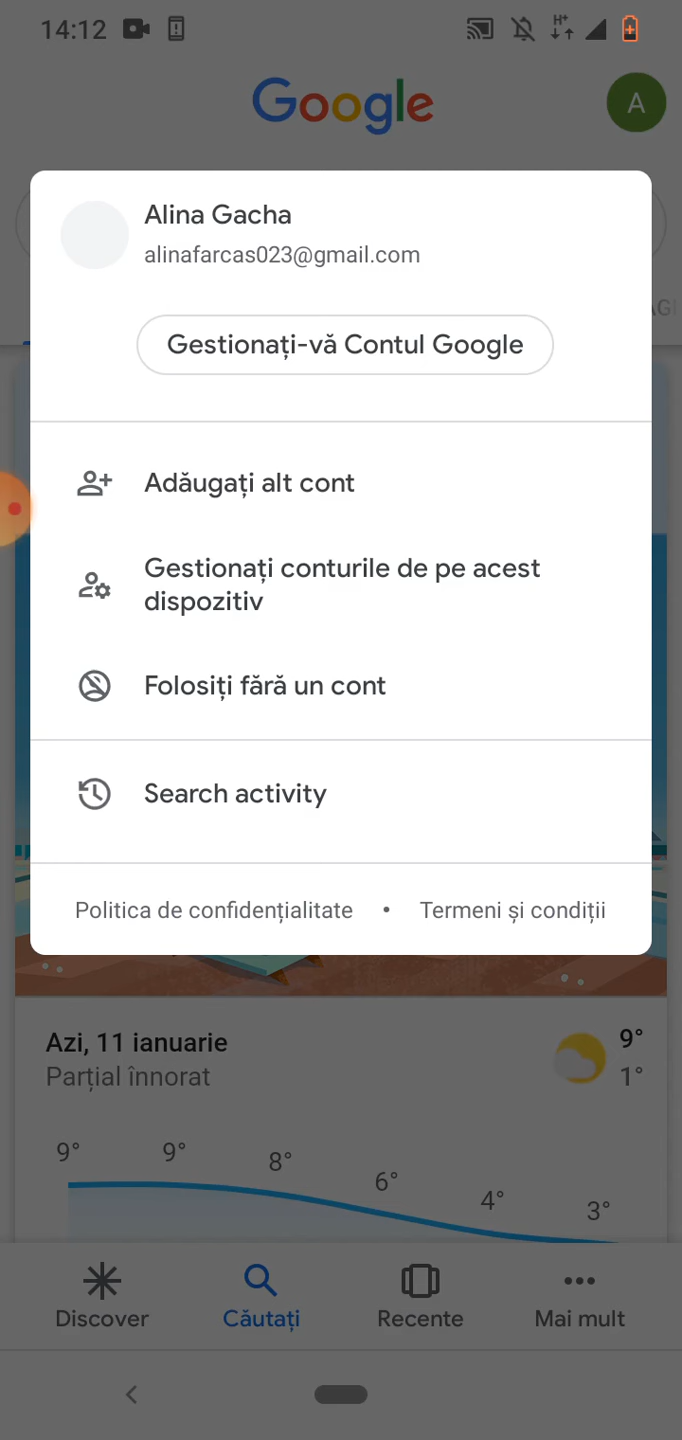 14:12
H+
Google
A
Alina Gacha
alinafarcas023@gmail.com
Gestionați-vă Contul Google
Adăugați alt cont
Gestionați conturile de pe acest
dispozitiv
Folosiți fără un cont
Search activity
Politica de confidențialitate • Termeni și condiții
Azi, 11 ianuarie
9°
Parțial înnorat
1°
9° 9° 8° 6° 4° 3°
Discover Căutați Recente Mai mult